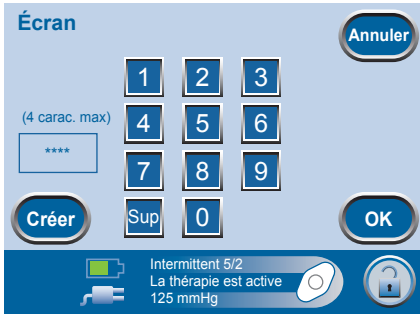 Écran
Annuler
1 2 3
(4 carac. max)
4 5 6
****
7 8 9
Créer
Sup 0
OK
Intermittent 5/2
La thérapie est active
125 mmHg